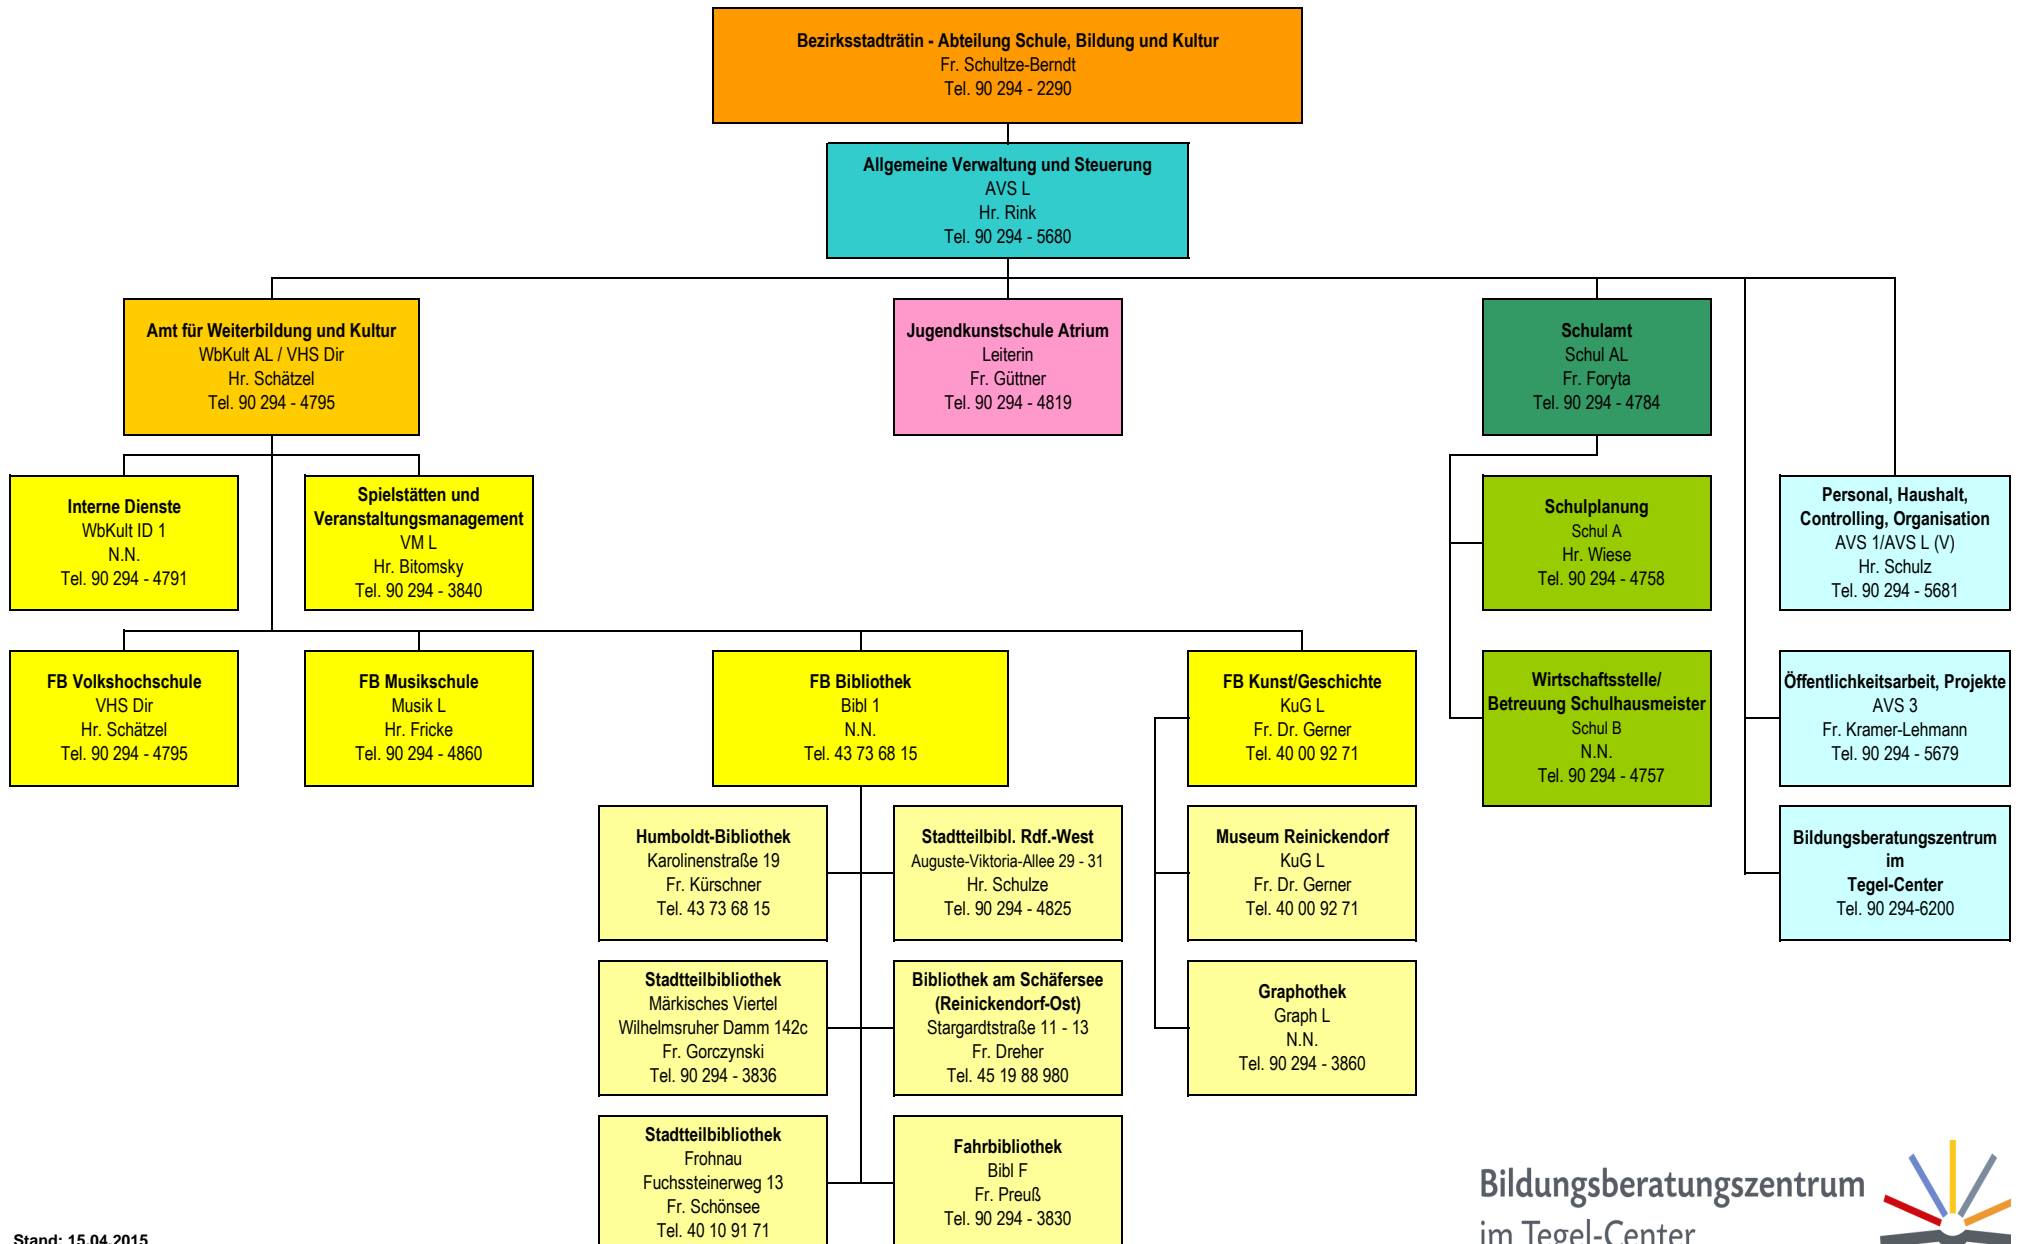 Bezirksstadträtin - Abteilung Schule, Bildung und Kultur
Fr. Schultze-Berndt
Tel. 90 294 - 2290
Allgemeine Verwaltung und Steuerung
AVS L
Hr. Rink
Tel. 90 294 - 5680
Amt für Weiterbildung und Kultur
WbKult AL / VHS Dir
Hr. Schätzel
Tel. 90 294 - 4795
Jugendkunstschule Atrium
Leiterin
Fr. Güttner
Tel. 90 294 - 4819
Schulamt
Schul AL
Fr. Foryta
Tel. 90 294 - 4784
Interne Dienste
WbKult ID 1
N.N.
Tel. 90 294 - 4791
Spielstätten und
Veranstaltungsmanagement
VM L
Hr. Bitomsky
Tel. 90 294 - 3840
Schulplanung
Schul A
Hr. Wiese
Tel. 90 294 - 4758
Personal, Haushalt,
Controlling, Organisation
AVS 1/AVS L (V)
Hr. Schulz
Tel. 90 294 - 5681
FB Volkshochschule
VHS Dir
Hr. Schätzel
Tel. 90 294 - 4795
FB Musikschule
Musik L
Hr. Fricke
Tel. 90 294 - 4860
FB Bibliothek
Bibl 1
N.N.
Tel. 43 73 68 15
FB Kunst/Geschichte
KuG L
Fr. Dr. Gerner
Tel. 40 00 92 71
Wirtschaftsstelle/
Betreuung Schulhausmeister
Schul B
N.N.
Tel. 90 294 - 4757
Öffentlichkeitsarbeit, Projekte
AVS 3
Fr. Kramer-Lehmann
Tel. 90 294 - 5679
Humboldt-Bibliothek
Karolinenstraße 19
Fr. Kürschner
Tel. 43 73 68 15
Stadtteilbibl. Rdf.-West
Auguste-Viktoria-Allee 29 - 31
Hr. Schulze
Tel. 90 294 - 4825
Museum Reinickendorf
KuG L
Fr. Dr. Gerner
Tel. 40 00 92 71
Bildungsberatungszentrum
im
Tegel-Center
Tel. 90 294-6200
Stadtteilbibliothek
Märkisches Viertel
Wilhelmsruher Damm 142c
Fr. Gorczynski
Tel. 90 294 - 3836
Bibliothek am Schäfersee
(Reinickendorf-Ost)
Stargardtstraße 11 - 13
Fr. Dreher
Tel. 45 19 88 980
Graphothek
Graph L
N.N.
Tel. 90 294 - 3860
Stadtteilbibliothek
Frohnau
Fuchssteinerweg 13
Fr. Schönsee
Tel. 40 10 91 71
Fahrbibliothek
Bibl F
Fr. Preuß
Tel. 90 294 - 3830
Bildungsberatungszentrum
im Tegel-Center
Stand: 15.04.2015